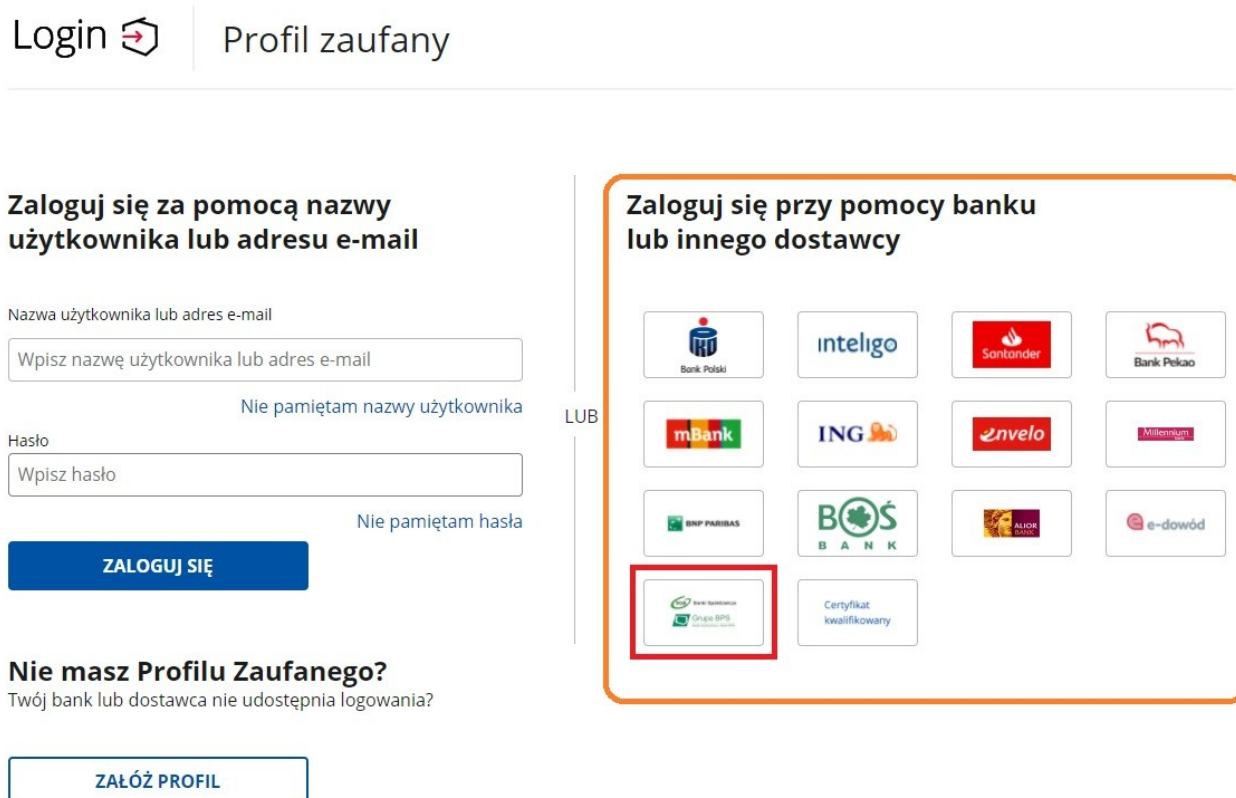 Login
Profil zaufany
Zaloguj się za pomocą nazwy
użytkownika lub adresu e-mail
Nazwa użytkownika lub adres e-mail
Wpisz nazwę użytkownika lub adres e-mail
Nie pamiętam nazwy użytkownika
Hasło
Wpisz hasło
Nie pamiętam hasła
ZALOGUJ SIĘ
Nie masz Profilu Zaufanego?
Twój bank lub dostawca nie udostępnia logowania?
ZAŁÓŻ PROFIL
LUB
Zaloguj się przy pomocy banku
lub innego dostawcy
PKO
Bank Polski
inteligo
Santander
Bank Pekao
mBank
ING
envelo
Millennium
BNP PARIBAS
BOŚ
BANK
ALIOR
BANK
e-dowód
Banki Spółdzielcze
Grupa BPS
Certyfikat
kwalifikowany